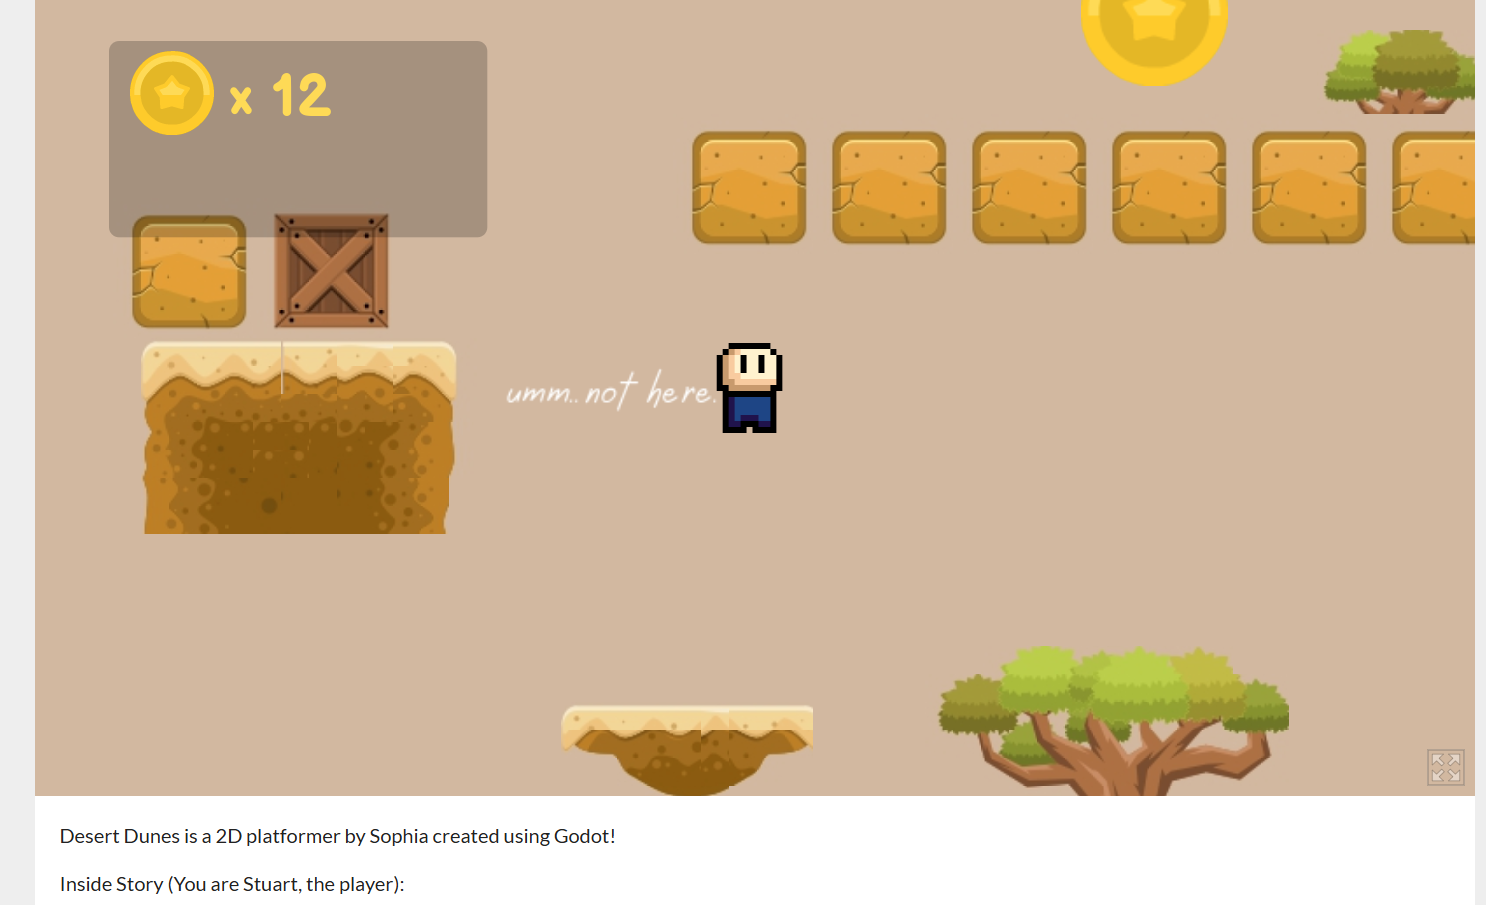 x 12
umm..not here.
Desert Dunes is a 2D platformer by Sophia created using Godot!
Inside Story (You are Stuart, the player):